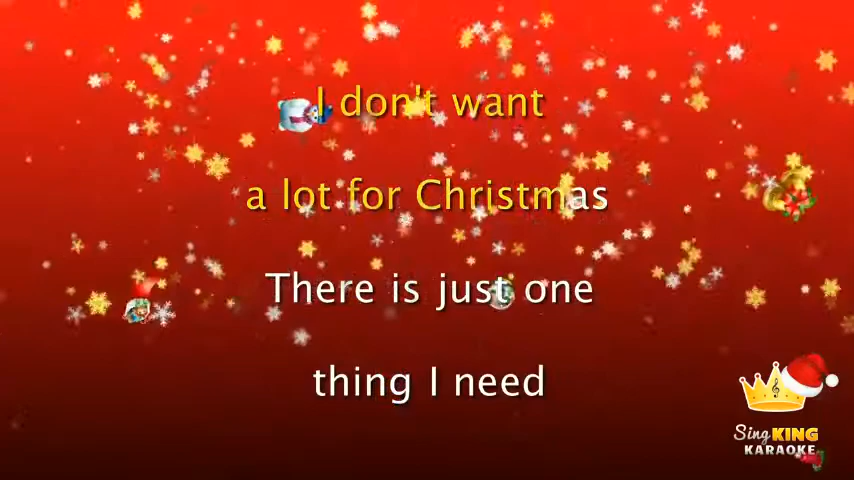 I don't want
a lot for Christmas
There is just one
thing I need
Sing KING
KARAOKE